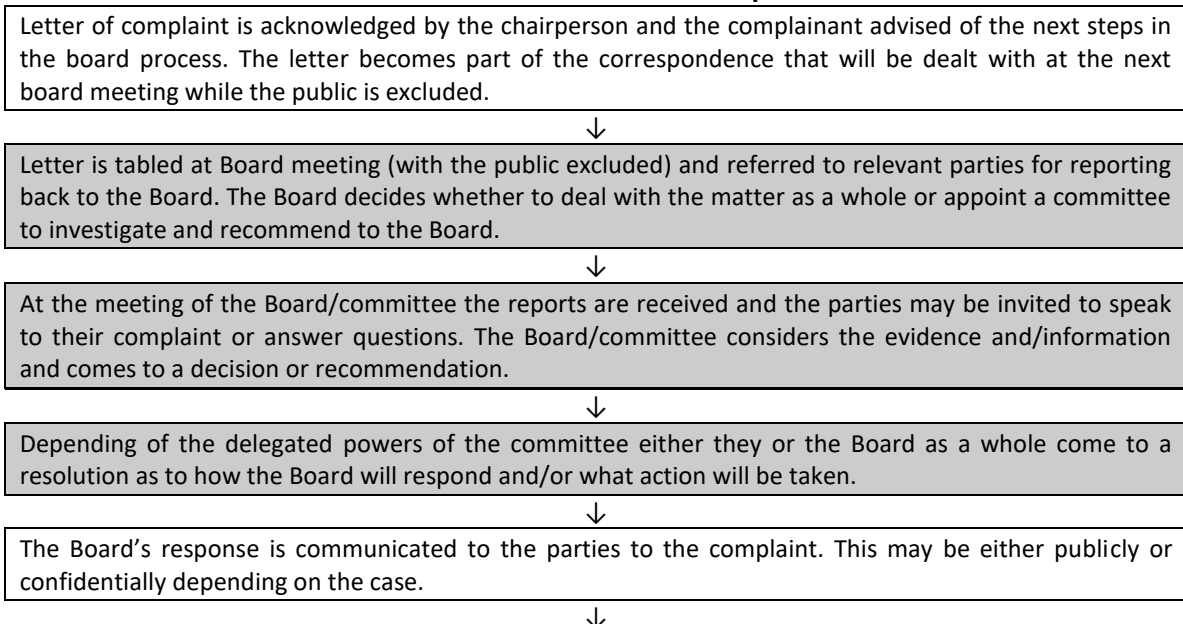 Letter of complaint is acknowledged by the chairperson and the complainant advised of the next steps in
the board process. The letter becomes part of the correspondence that will be dealt with at the next
board meeting while the public is excluded.
↓
Letter is tabled at Board meeting (with the public excluded) and referred to relevant parties for reporting
back to the Board. The Board decides whether to deal with the matter as a whole or appoint a committee
to investigate and recommend to the Board.
↓
At the meeting of the Board/committee the reports are received and the parties may be invited to speak
to their complaint or answer questions. The Board/committee considers the evidence and/information
and comes to a decision or recommendation.
↓
Depending of the delegated powers of the committee either they or the Board as a whole come to a
resolution as to how the Board will respond and/or what action will be taken.
↓
The Board’s response is communicated to the parties to the complaint. This may be either publicly or
confidentially depending on the case.
↓